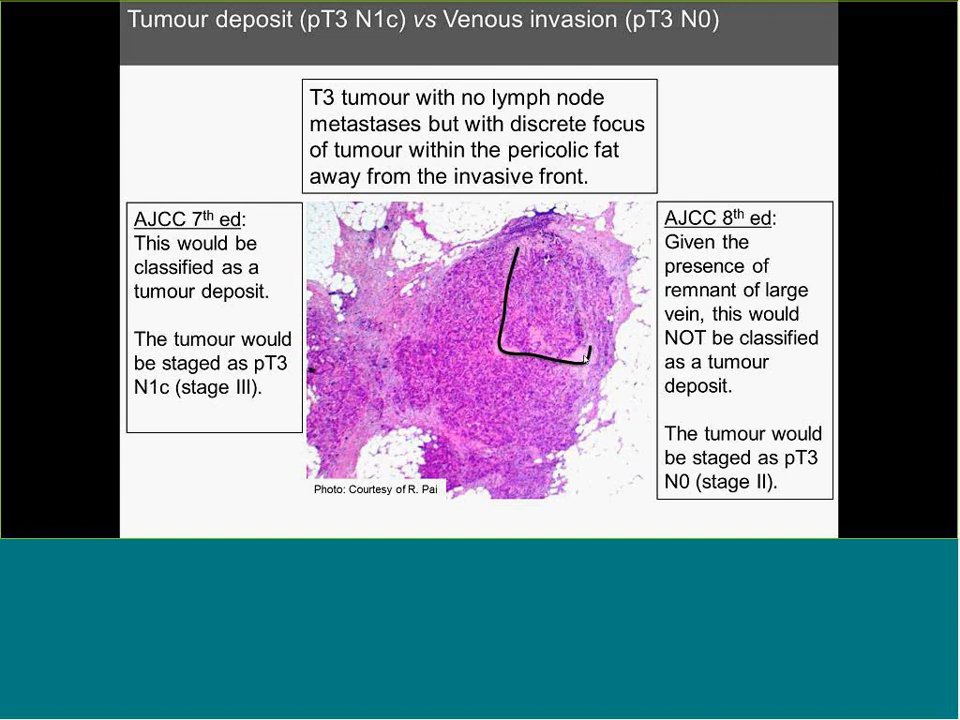 Tumour deposit (pT3 N1c) vs Venous invasion (pT3 N0)
T3 tumour with no lymph node
metastases but with discrete focus
of tumour within the pericolic fat
away from the invasive front.
AJCC 7th ed:
This would be
classified as a
tumour deposit.
The tumour would
be staged as pT3
N1c (stage III).
Photo: Courtesy of R. Pai
AJCC 8th ed:
Given the
presence of
remnant of large
vein, this would
NOT be classified
as a tumour
deposit.
The tumour would
be staged as pT3
N0 (stage II).